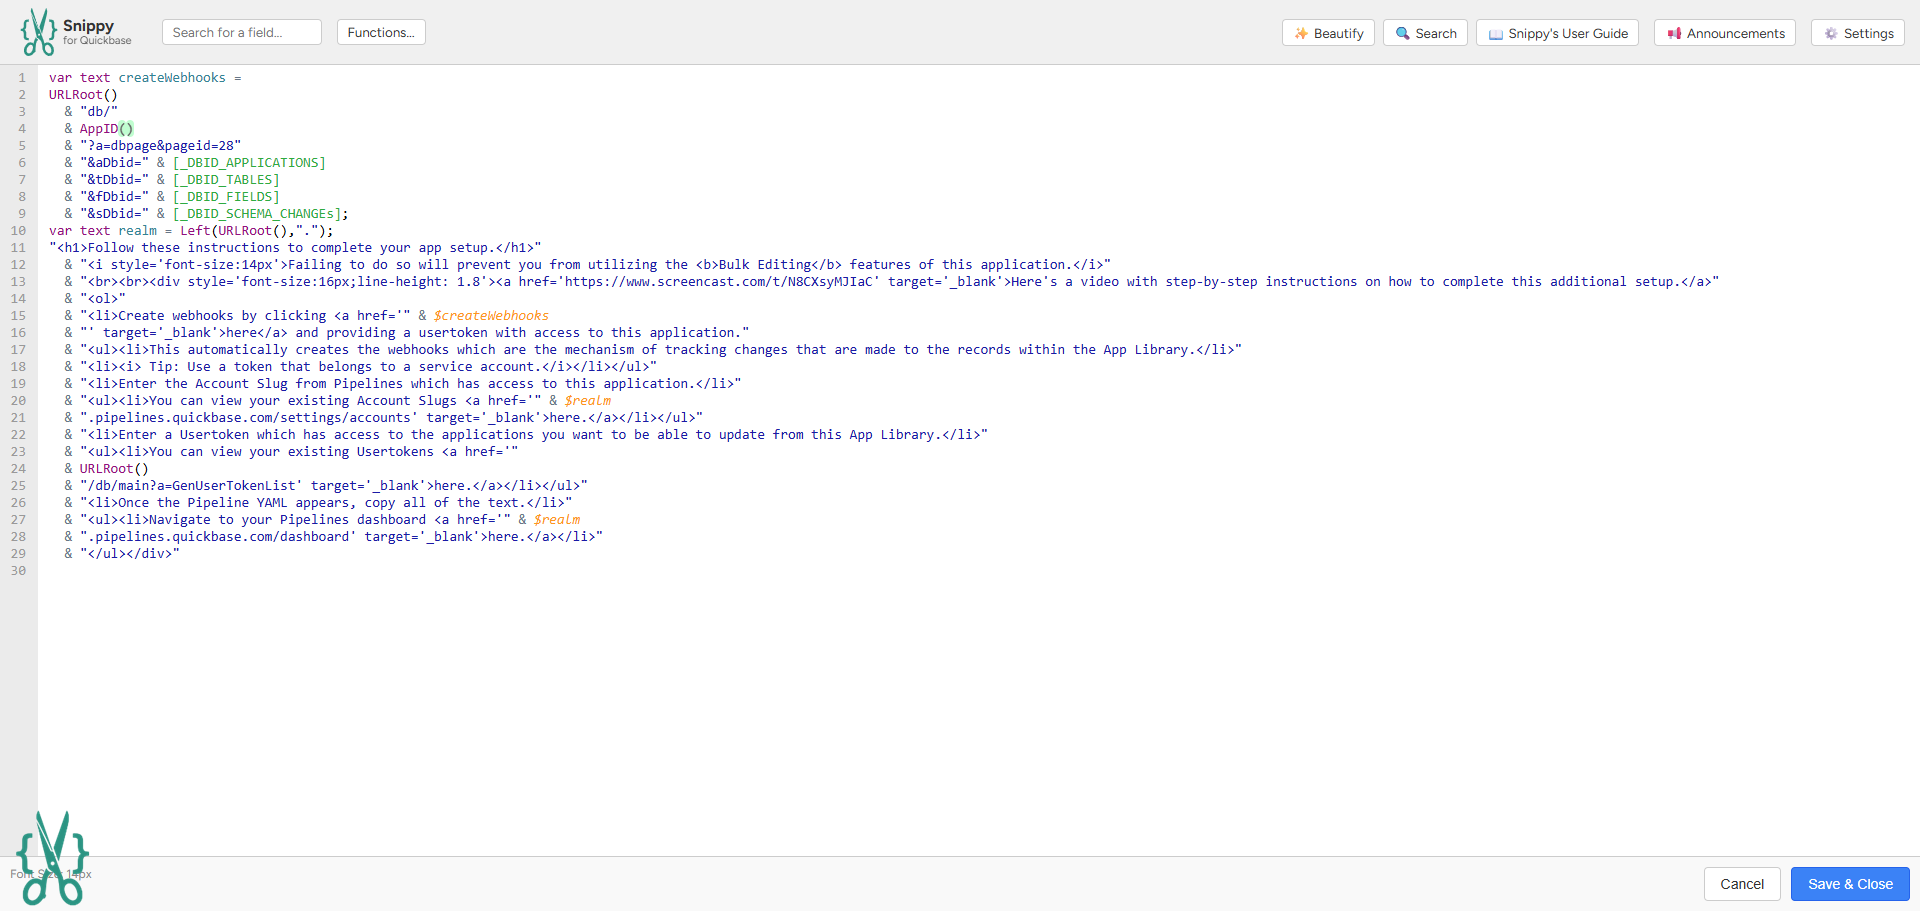 Snippy
for Quickbase
Search for a field...
Functions...
Beautify
Search
Snippy's User Guide
Announcements
Settings
1 var text createWebhooks =
2 URLRoot()
3 & "db/"
4 & AppID()
5 & "?a=dbpage&pageid=28"
6 & "&aDbid=" & [_DBID_APPLICATIONS]
7 & "&tDbid=" & [_DBID_TABLES]
8 & "&fDbid=" & [_DBID_FIELDS]
9 & "&sDbid=" & [_DBID_SCHEMA_CHANGEs];
10 var text realm = Left(URLRoot(),".");
11 "<h1>Follow these instructions to complete your app setup.</h1>"
12 & "<i style='font-size:14px'>Failing to do so will prevent you from utilizing the <b>Bulk Editing</b> features of this application.</i>"
13 & "<br><br><div style='font-size:16px;line-height: 1.8'><a href='https://www.screencast.com/t/N8CXsyMJIaC' target='_blank'>Here's a video with step-by-step instructions on how to complete this additional setup.</a>"
14 & "<ol>"
15 & "<li>Create webhooks by clicking <a href='" & $createWebhooks
16 & "' target='_blank'>here</a> and providing a usertoken with access to this application."
17 & "<ul><li>This automatically creates the webhooks which are the mechanism of tracking changes that are made to the records within the App Library.</li>"
18 & "<li><i> Tip: Use a token that belongs to a service account.</i></li></ul>"
19 & "<li>Enter the Account Slug from Pipelines which has access to this application.</li>"
20 & "<ul><li>You can view your existing Account Slugs <a href='" & $realm
21 & ".pipelines.quickbase.com/settings/accounts' target='_blank'>here.</a></li></ul>"
22 & "<li>Enter a Usertoken which has access to the applications you want to be able to update from this App Library.</li>"
23 & "<ul><li>You can view your existing Usertokens <a href='"
24 & URLRoot()
25 & "/db/main?a=GenUserTokenList' target='_blank'>here.</a></li></ul>"
26 & "<li>Once the Pipeline YAML appears, copy all of the text.</li>"
27 & "<ul><li>Navigate to your Pipelines dashboard <a href='" & $realm
28 & ".pipelines.quickbase.com/dashboard' target='_blank'>here.</a></li>"
29 & "</ul></div>"
30
Font Size: 14px
Cancel
Save & Close